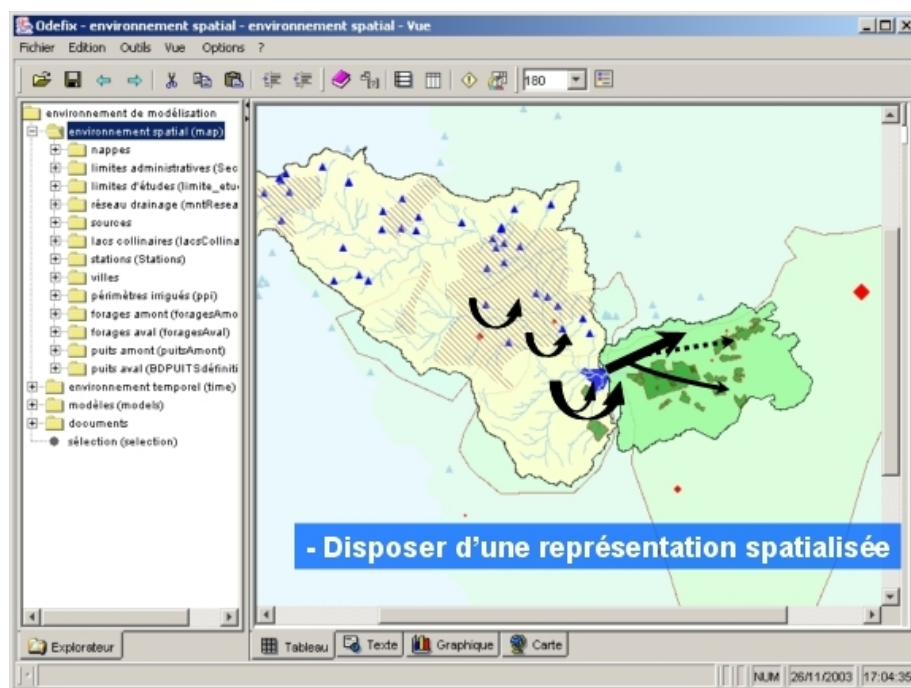 Odefix - environnement spatial - environnement spatial - Vue
Fichier Edition Outils Vue Options ?
180
environnement de modélisation
environnement spatial (map)
nappes
limites administratives (Sec
limites d'études (limite_etu
réseau drainage (mntResea
sources
lacs collinaires (lacsCollina
stations (Stations)
villes
périmètres irrigués (ppi)
forages amont (foragesAmo
forages aval (foragesAval)
puits amont (puitsAmont)
puits aval (BDPUITSdéfiniti
environnement temporel (time)
modèles (models)
documents
sélection (selection)
- Disposer d'une représentation spatialisée
Explorateur
Tableau Texte Graphique Carte
NUM 26/11/2003 17:04:35